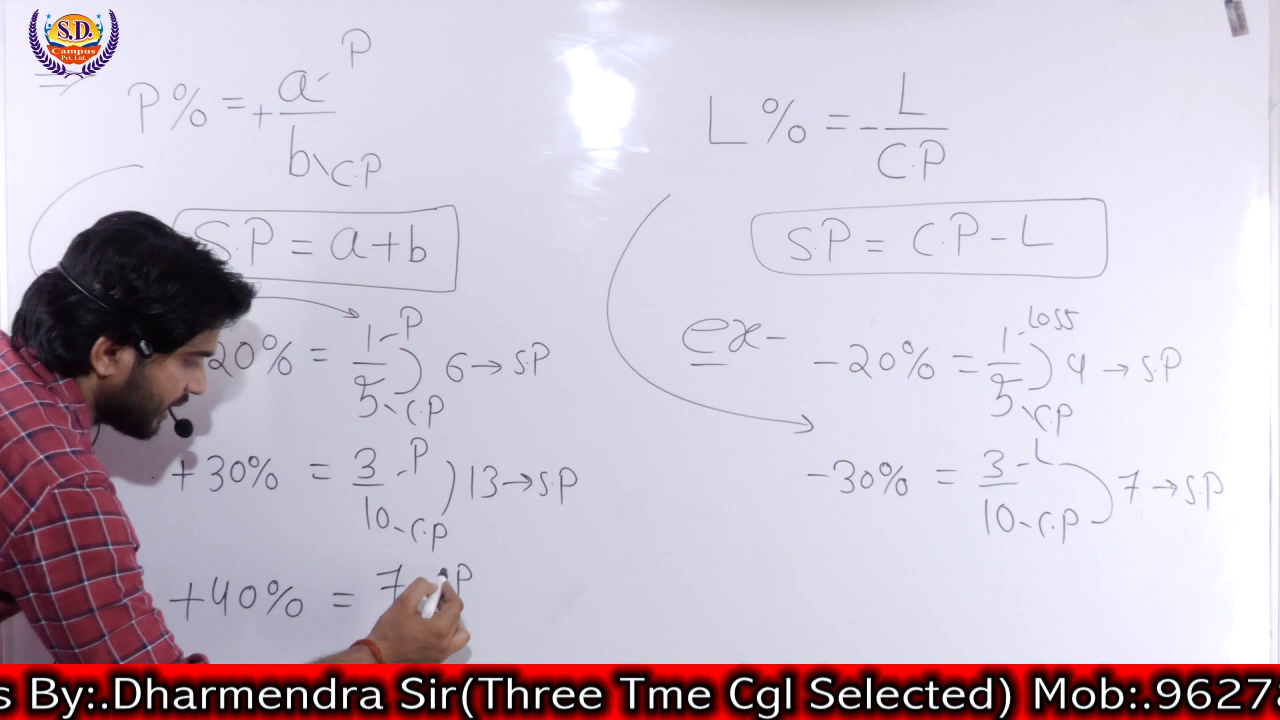 S.D.
Campus
Pvt. Ltd.
P% = + a/b
P
C.P
S.P = a+b
20% = 1/5
P
C.P
6 → S.P
+30% = 3/10
P
C.P
13 → S.P
+40% = 7
P
L% = - L/C.P
S.P = C.P - L
ex-
-20% = 1/5
loss
C.P
4 → S.P
-30% = 3/10
L
C.P
7 → S.P
s By:.Dharmendra Sir(Three Tme Cgl Selected) Mob:.9627